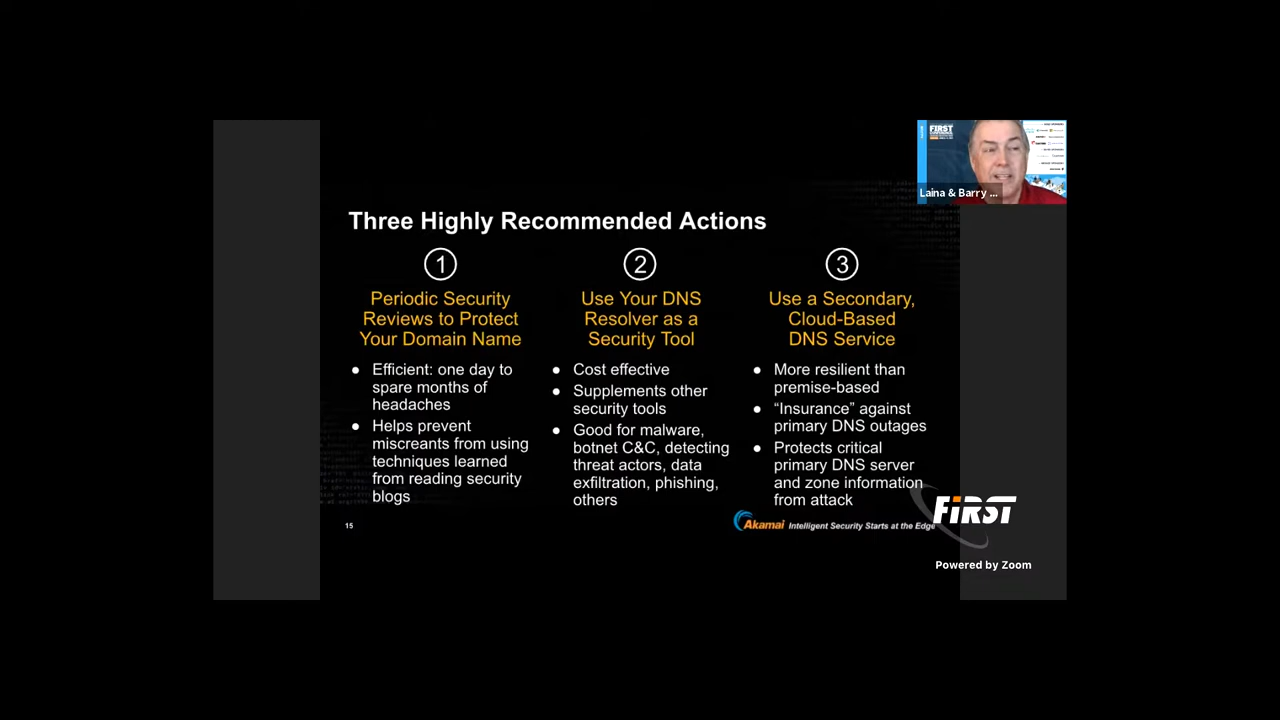 FIRST
Laina & Barry ...
Three Highly Recommended Actions
1
Periodic Security
Reviews to Protect
Your Domain Name
● Efficient: one day to
spare months of
headaches
● Helps prevent
miscreants from using
techniques learned
from reading security
blogs
2
Use Your DNS
Resolver as a
Security Tool
● Cost effective
● Supplements other
security tools
● Good for malware,
botnet C&C, detecting
threat actors, data
exfiltration, phishing,
others
3
Use a Secondary,
Cloud-Based
DNS Service
● More resilient than
premise-based
● “Insurance” against
primary DNS outages
● Protects critical
primary DNS server
and zone information
from attack
15
Akamai Intelligent Security Starts at the Edge
FIRST
Powered by Zoom